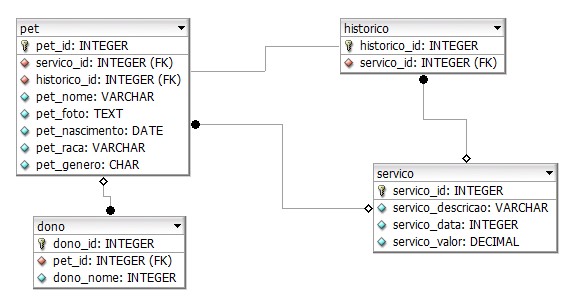 pet
pet_id: INTEGER
servico_id: INTEGER (FK)
historico_id: INTEGER (FK)
pet_nome: VARCHAR
pet_foto: TEXT
pet_nascimento: DATE
pet_raca: VARCHAR
pet_genero: CHAR
historico
historico_id: INTEGER
servico_id: INTEGER (FK)
servico
servico_id: INTEGER
servico_descricao: VARCHAR
servico_data: INTEGER
servico_valor: DECIMAL
dono
dono_id: INTEGER
pet_id: INTEGER (FK)
dono_nome: INTEGER